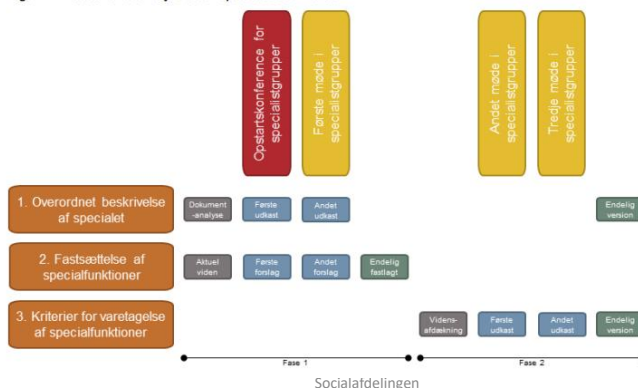 Opstartskonference for
specialistgrupper
Første møde i
specialistgrupper
Andet møde i
specialistgrupper
Tredje møde i
specialistgrupper
1. Overordnet beskrivelse
af specialet
Dokument
-analyse
Første
udkast
Andet
udkast
Endelig
version
2. Fastsættelse af
specialfunktioner
Aktuel
viden
Første
forslag
Andet
forslag
Endelig
fastlagt
3. Kriterier for varetagelse
af specialfunktioner
Videns-
afdækning
Første
udkast
Andet
udkast
Endelig
version
Fase 1
Fase 2
Socialafdelingen